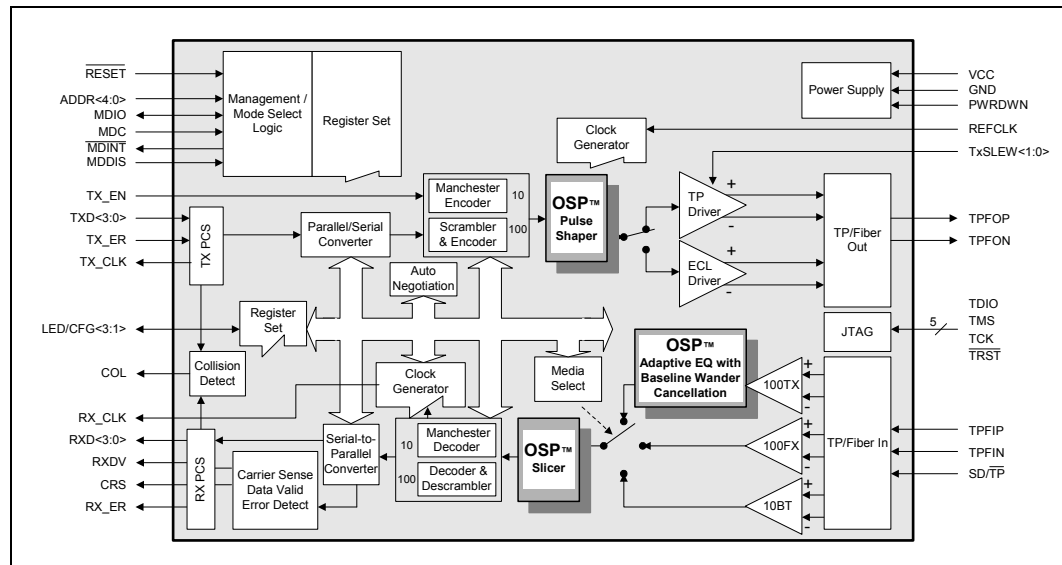 RESET
ADDR<4:0>
MDIO
MDC
MDINT
MDDIS
Management /
Mode Select
Logic
Register Set
Power Supply
VCC
GND
PWRDWN
REFCLK
TxSLEW<1:0>
Clock
Generator
TX_EN
TXD<3:0>
TX_ER
TX_CLK
TX PCS
Parallel/Serial
Converter
Manchester
Encoder
10
Scrambler
& Encoder
100
OSP™
Pulse
Shaper
TP
Driver
+
-
ECL
Driver
+
-
TP/Fiber
Out
TPFOP
TPFON
Auto
Negotiation
LED/CFG<3:1>
Register
Set
JTAG
5
TDIO
TMS
TCK
TRST
COL
Collision
Detect
Clock
Generator
Media
Select
OSP™
Adaptive EQ with
Baseline Wander
Cancellation
100TX
+
-
RX_CLK
RXD<3:0>
RXDV
CRS
RX_ER
RX PCS
Carrier Sense
Data Valid
Error Detect
Serial-to-
Parallel
Converter
10
Manchester
Decoder
100
Decoder &
Descrambler
OSP™
Slicer
100FX
+
-
10BT
+
-
TP/Fiber In
TPFIP
TPFIN
SD/TP